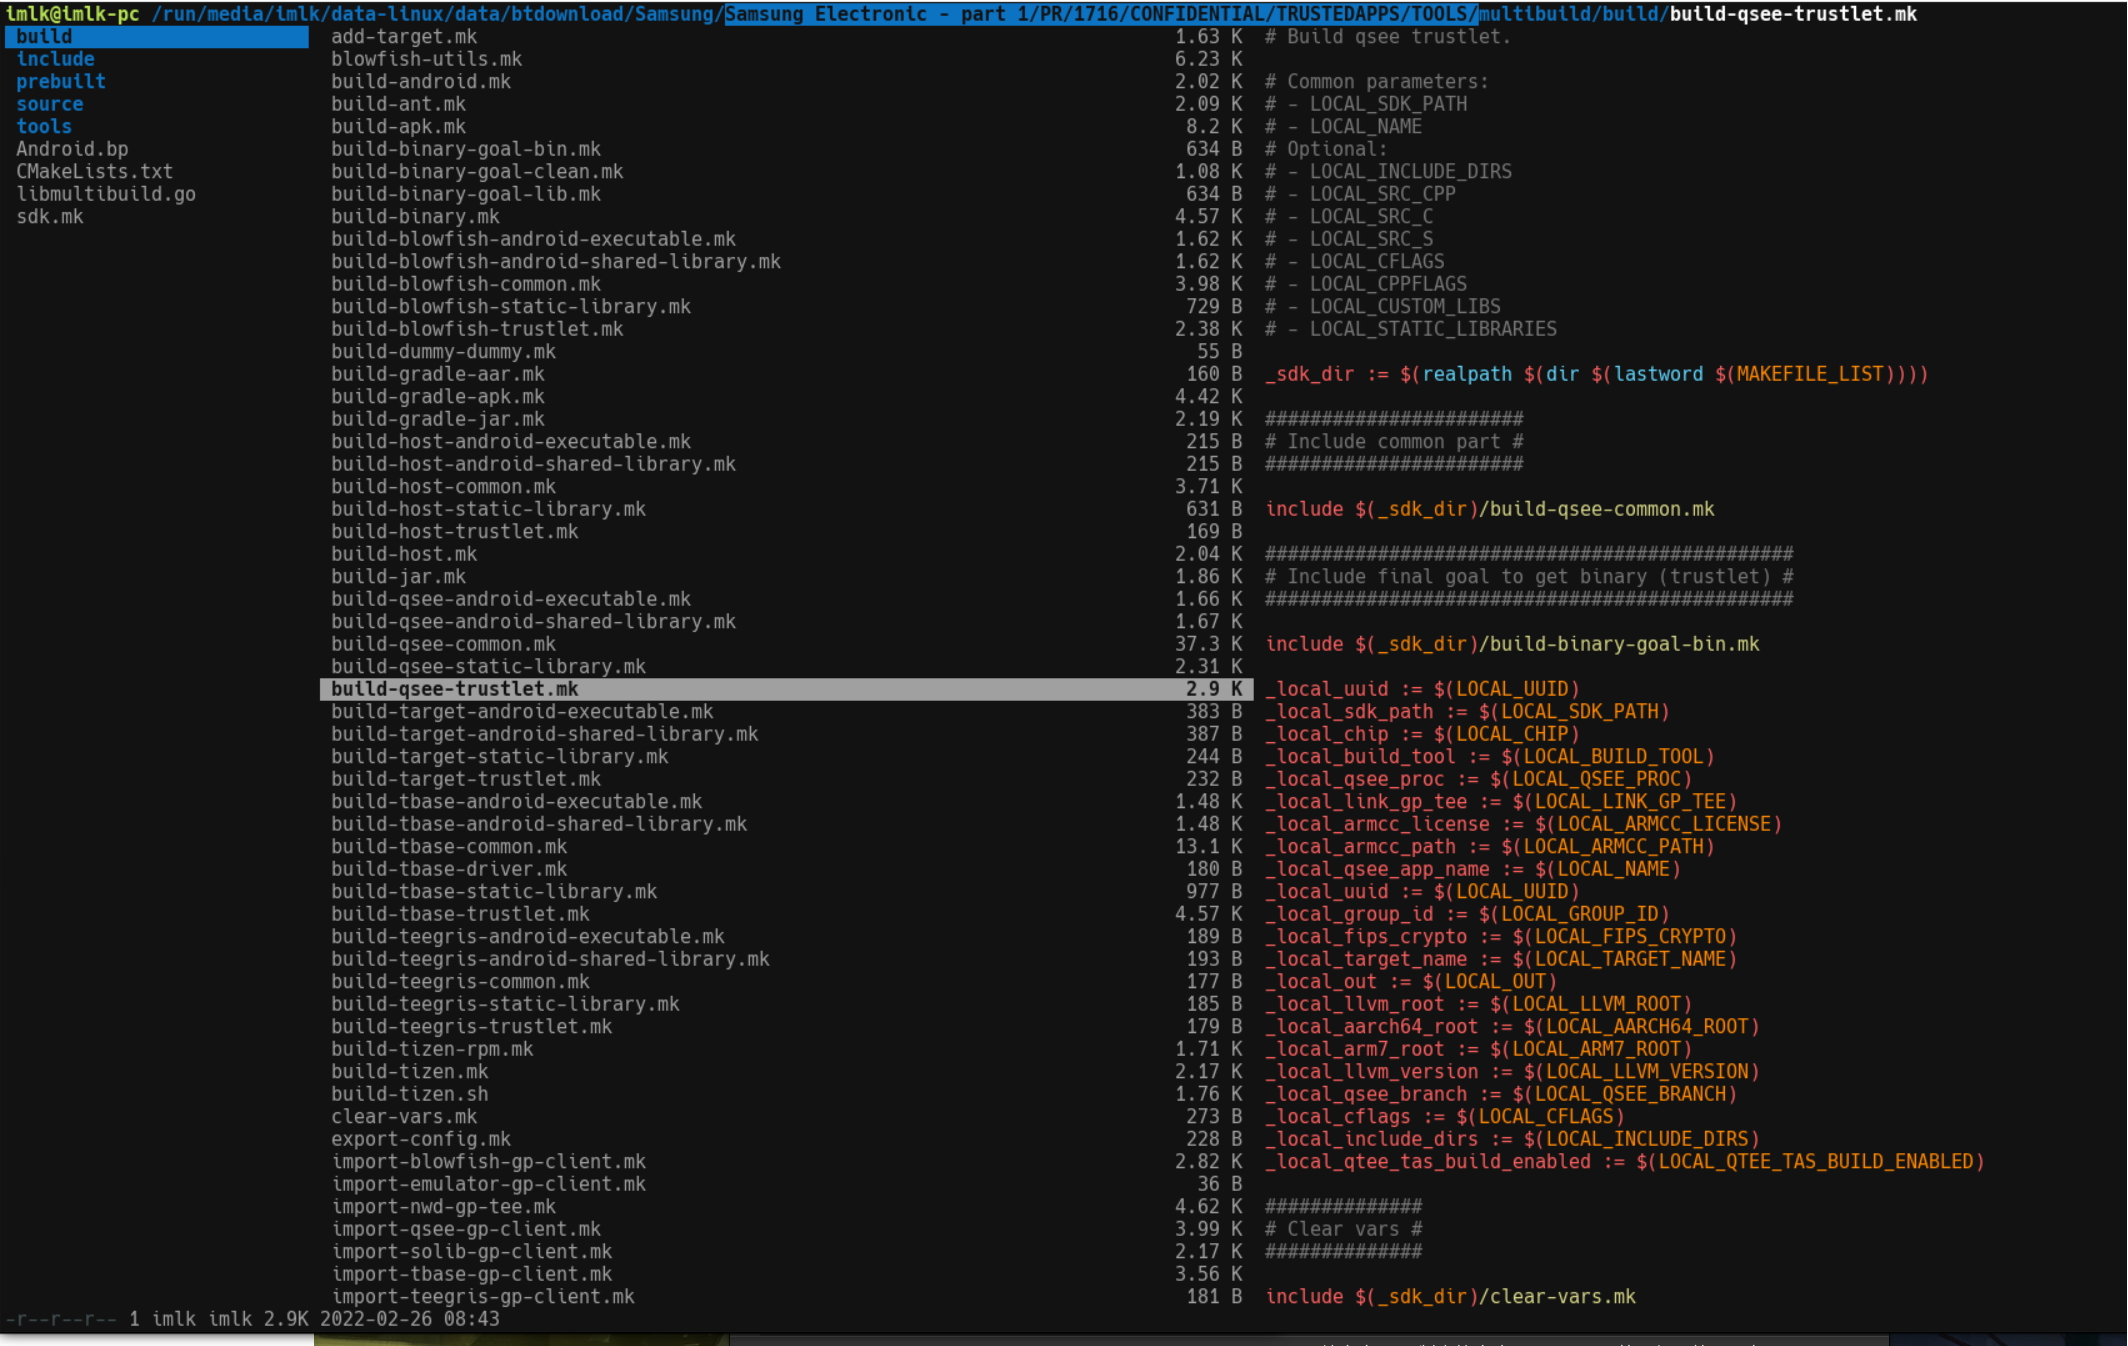 imlk@imlk-pc /run/media/imlk/data-linux/data/btdownload/Samsung/Samsung Electronic - part 1/PR/1716/CONFIDENTIAL/TRUSTEDAPPS/TOOLS/multibuild/build/build-qsee-trustlet.mk
build
include
prebuilt
source
tools
Android.bp
CMakeLists.txt
libmultibuild.go
sdk.mk
add-target.mk 1.63 K
blowfish-utils.mk 6.23 K
build-android.mk 2.02 K
build-ant.mk 2.09 K
build-apk.mk 8.2 K
build-binary-goal-bin.mk 634 B
build-binary-goal-clean.mk 1.08 K
build-binary-goal-lib.mk 634 B
build-binary.mk 4.57 K
build-blowfish-android-executable.mk 1.62 K
build-blowfish-android-shared-library.mk 1.62 K
build-blowfish-common.mk 3.98 K
build-blowfish-static-library.mk 729 B
build-blowfish-trustlet.mk 2.38 K
build-dummy-dummy.mk 55 B
build-gradle-aar.mk 160 B
build-gradle-apk.mk 4.42 K
build-gradle-jar.mk 2.19 K
build-host-android-executable.mk 215 B
build-host-android-shared-library.mk 215 B
build-host-common.mk 3.71 K
build-host-static-library.mk 631 B
build-host-trustlet.mk 169 B
build-host.mk 2.04 K
build-jar.mk 1.86 K
build-qsee-android-executable.mk 1.66 K
build-qsee-android-shared-library.mk 1.67 K
build-qsee-common.mk 37.3 K
build-qsee-static-library.mk 2.31 K
build-qsee-trustlet.mk 2.9 K
build-target-android-executable.mk 383 B
build-target-android-shared-library.mk 387 B
build-target-static-library.mk 244 B
build-target-trustlet.mk 232 B
build-tbase-android-executable.mk 1.48 K
build-tbase-android-shared-library.mk 1.48 K
build-tbase-common.mk 13.1 K
build-tbase-driver.mk 180 B
build-tbase-static-library.mk 977 B
build-tbase-trustlet.mk 4.57 K
build-teegris-android-executable.mk 189 B
build-teegris-android-shared-library.mk 193 B
build-teegris-common.mk 177 B
build-teegris-static-library.mk 185 B
build-teegris-trustlet.mk 179 B
build-tizen-rpm.mk 1.71 K
build-tizen.mk 2.17 K
build-tizen.sh 1.76 K
clear-vars.mk 273 B
export-config.mk 228 B
import-blowfish-gp-client.mk 2.82 K
import-emulator-gp-client.mk 36 B
import-nwd-gp-tee.mk 4.62 K
import-qsee-gp-client.mk 3.99 K
import-solib-gp-client.mk 2.17 K
import-tbase-gp-client.mk 3.56 K
import-teegris-gp-client.mk 181 B
# Build qsee trustlet.
# Common parameters:
# - LOCAL_SDK_PATH
# - LOCAL_NAME
# Optional:
# - LOCAL_INCLUDE_DIRS
# - LOCAL_SRC_CPP
# - LOCAL_SRC_C
# - LOCAL_SRC_S
# - LOCAL_CFLAGS
# - LOCAL_CPPFLAGS
# - LOCAL_CUSTOM_LIBS
# - LOCAL_STATIC_LIBRARIES
_sdk_dir := $(realpath $(dir $(lastword $(MAKEFILE_LIST))))
#######################
# Include common part #
#######################
include $(_sdk_dir)/build-qsee-common.mk
###############################################
# Include final goal to get binary (trustlet) #
###############################################
include $(_sdk_dir)/build-binary-goal-bin.mk
_local_uuid := $(LOCAL_UUID)
_local_sdk_path := $(LOCAL_SDK_PATH)
_local_chip := $(LOCAL_CHIP)
_local_build_tool := $(LOCAL_BUILD_TOOL)
_local_qsee_proc := $(LOCAL_QSEE_PROC)
_local_link_gp_tee := $(LOCAL_LINK_GP_TEE)
_local_armcc_license := $(LOCAL_ARMCC_LICENSE)
_local_armcc_path := $(LOCAL_ARMCC_PATH)
_local_qsee_app_name := $(LOCAL_NAME)
_local_uuid := $(LOCAL_UUID)
_local_group_id := $(LOCAL_GROUP_ID)
_local_fips_crypto := $(LOCAL_FIPS_CRYPTO)
_local_target_name := $(LOCAL_TARGET_NAME)
_local_out := $(LOCAL_OUT)
_local_llvm_root := $(LOCAL_LLVM_ROOT)
_local_aarch64_root := $(LOCAL_AARCH64_ROOT)
_local_arm7_root := $(LOCAL_ARM7_ROOT)
_local_llvm_version := $(LOCAL_LLVM_VERSION)
_local_qsee_branch := $(LOCAL_QSEE_BRANCH)
_local_cflags := $(LOCAL_CFLAGS)
_local_include_dirs := $(LOCAL_INCLUDE_DIRS)
_local_qtee_tas_build_enabled := $(LOCAL_QTEE_TAS_BUILD_ENABLED)
##############
# Clear vars #
##############
include $(_sdk_dir)/clear-vars.mk
-r--r--r-- 1 imlk imlk 2.9K 2022-02-26 08:43